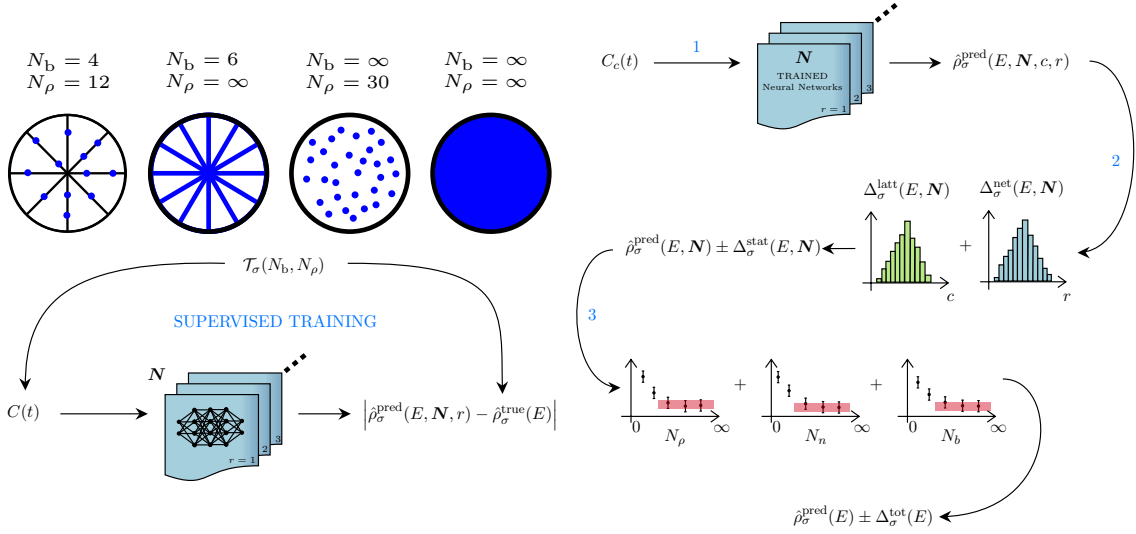 N_b = 4
N_ρ = 12
N_b = 6
N_ρ = ∞
N_b = ∞
N_ρ = 30
N_b = ∞
N_ρ = ∞
𝒯_σ(N_b, N_ρ)
SUPERVISED TRAINING
C(t)
N
r = 1
2
3
|ρ̂_σ^pred(E, N, r) − ρ̂_σ^true(E)|
C_c(t)
1
N
TRAINED
Neural Networks
r = 1
2
3
ρ̂_σ^pred(E, N, c, r)
2
Δ_σ^latt(E, N)
Δ_σ^net(E, N)
ρ̂_σ^pred(E, N) ± Δ_σ^stat(E, N)
+
c
r
3
+
+
0
N_ρ
∞
0
N_n
∞
0
N_b
∞
ρ̂_σ^pred(E) ± Δ_σ^tot(E)